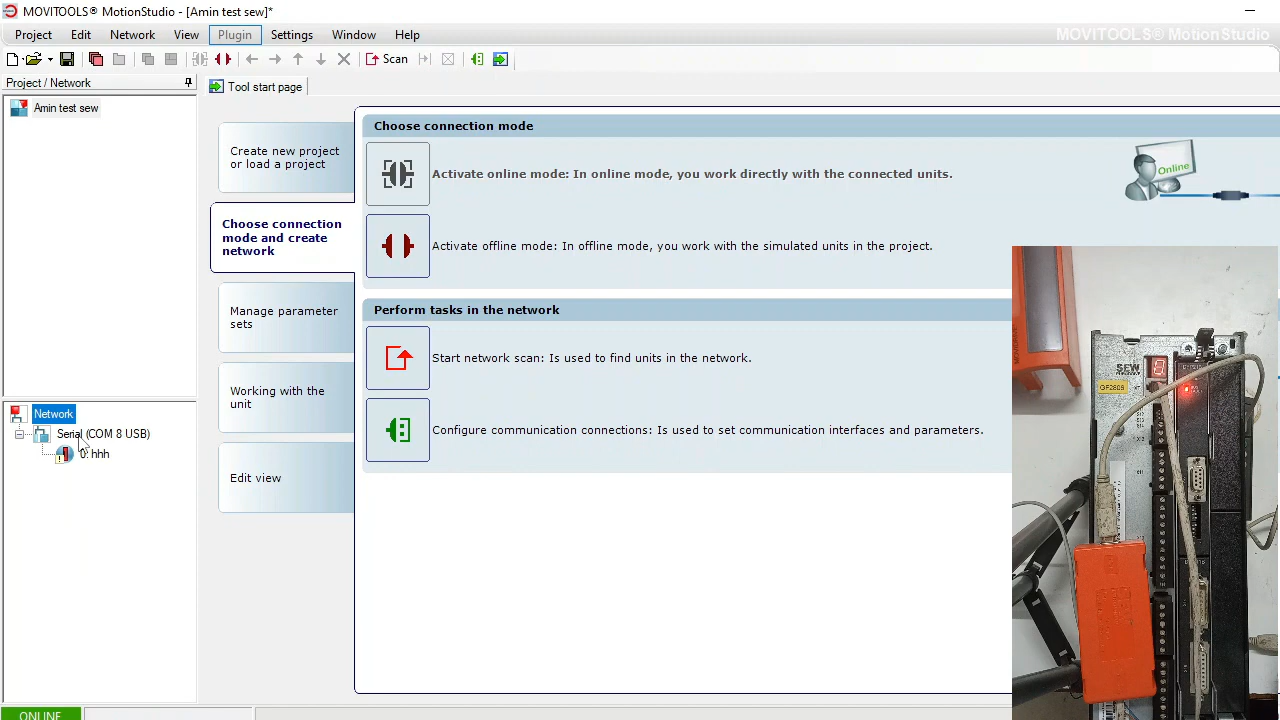 MOVITOOLS® MotionStudio - [Amin test sew]*
Project Edit Network View Plugin Settings Window Help
MOVITOOLS® MotionStudio
Scan
Project / Network
Tool start page
Amin test sew
Choose connection mode
Create new project
or load a project
Activate online mode: In online mode, you work directly with the connected units.
Online
Choose connection
mode and create
network
Activate offline mode: In offline mode, you work with the simulated units in the project.
Manage parameter
sets
Perform tasks in the network
Start network scan: Is used to find units in the network.
Working with the
unit
Configure communication connections: Is used to set communication interfaces and parameters.
Edit view
Network
Serial (COM 8 USB)
0: hhh
ONLINE
SEW
GF2809